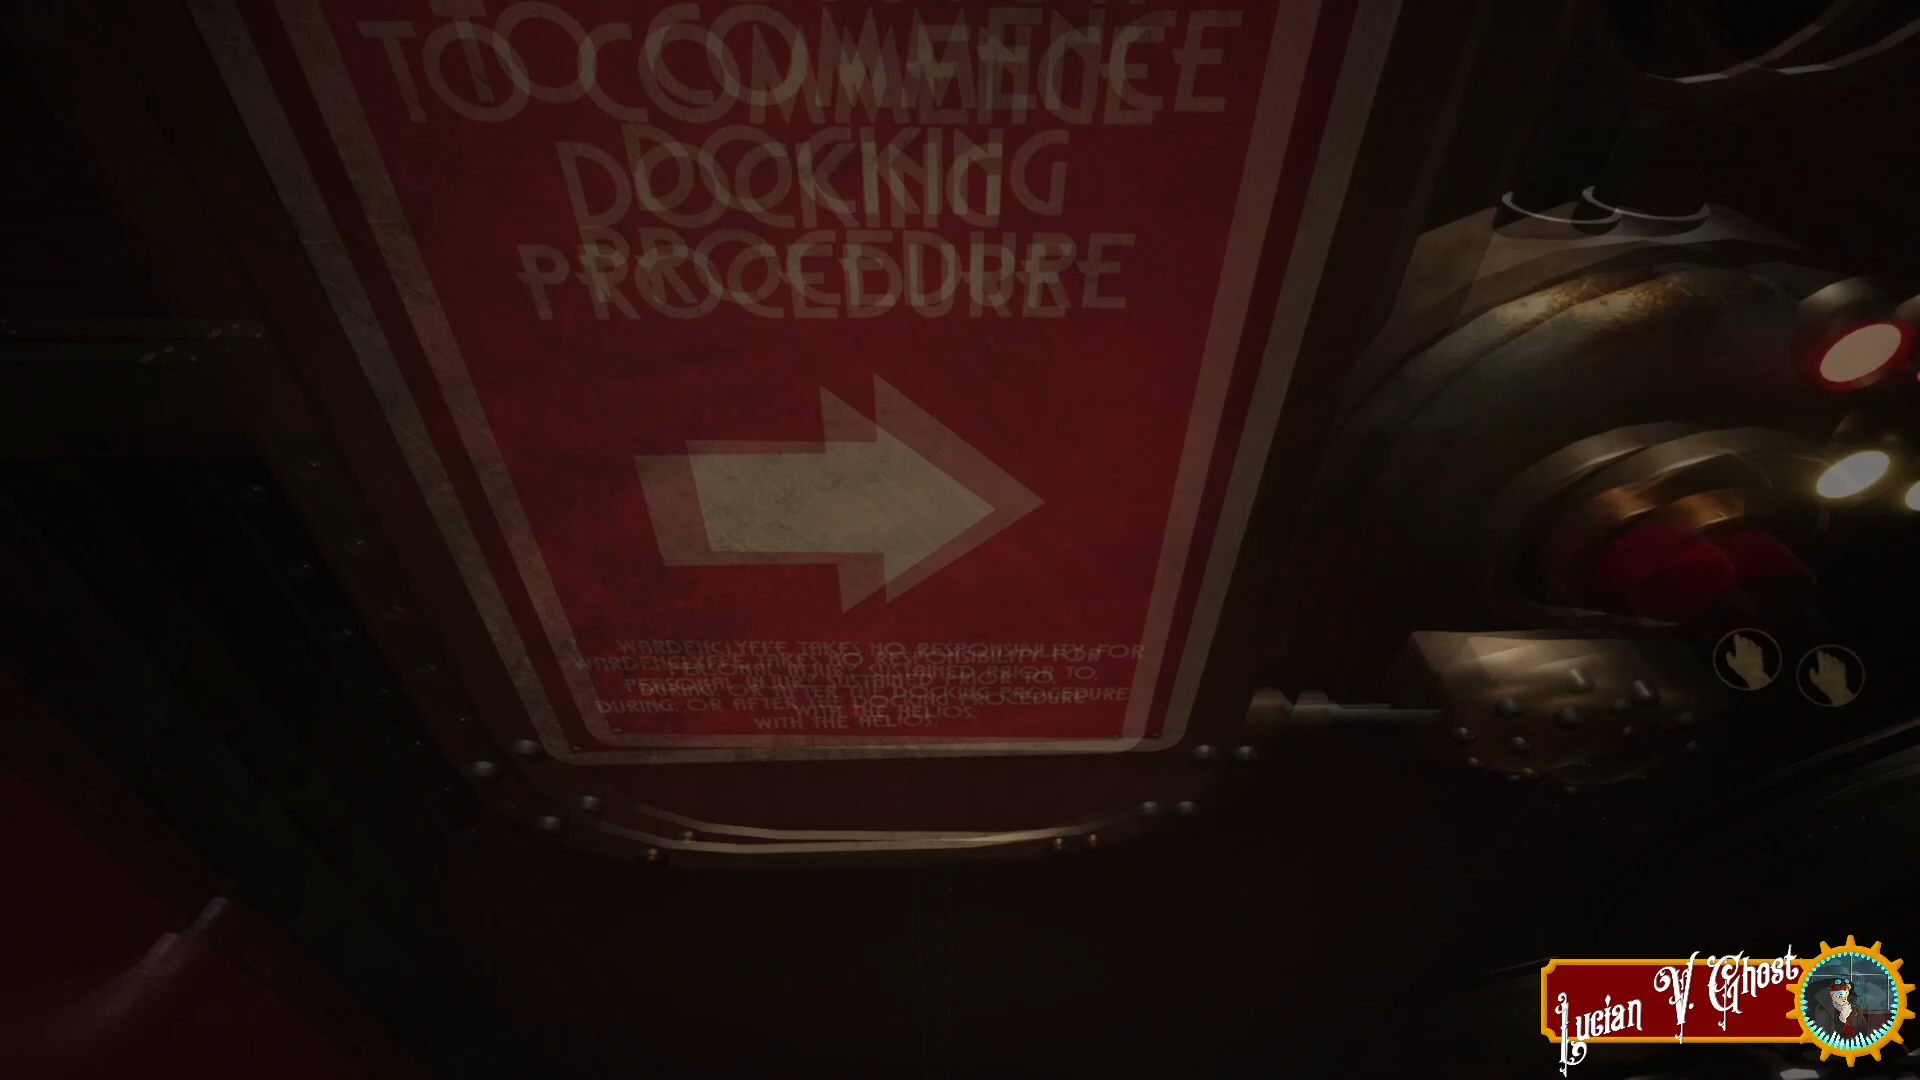 TO COMMENCE
DOCKING
PROCEDURE
WARDENCLYFFE TAKES NO RESPONSIBILITY FOR
PERSONAL INJURY SUSTAINED PRIOR TO,
DURING, OR AFTER THE DOCKING PROCEDURE
WITH THE HELIOS.
Lucian V. Ghost